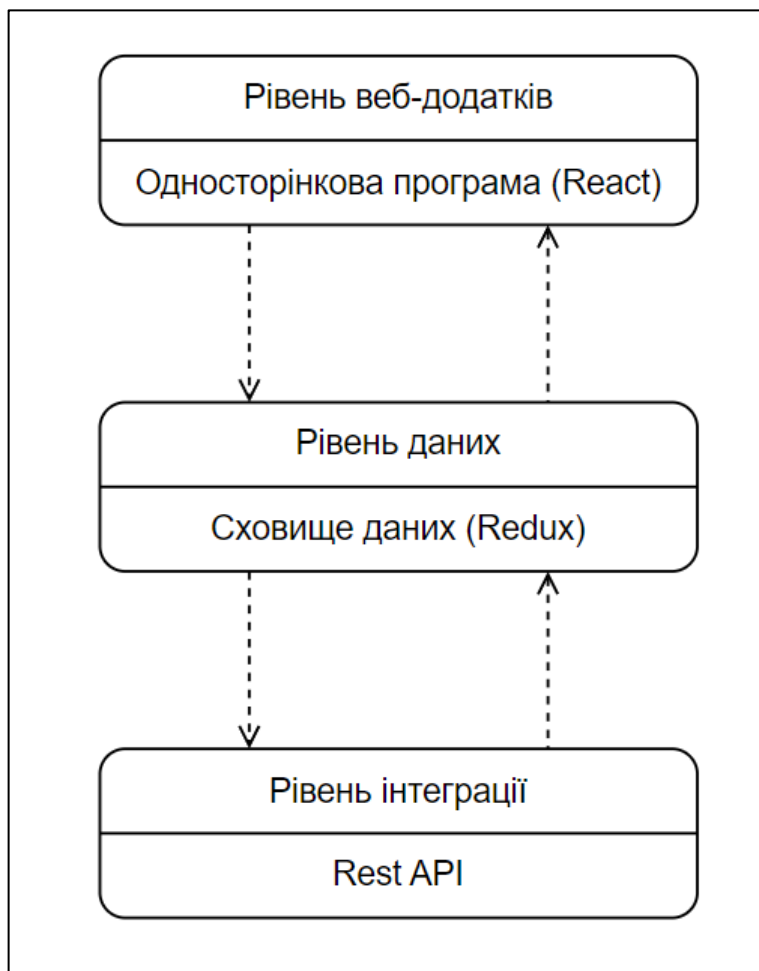 Рівень веб-додатків
Односторінкова програма (React)
Рівень даних
Сховище даних (Redux)
Рівень інтеграції
Rest API